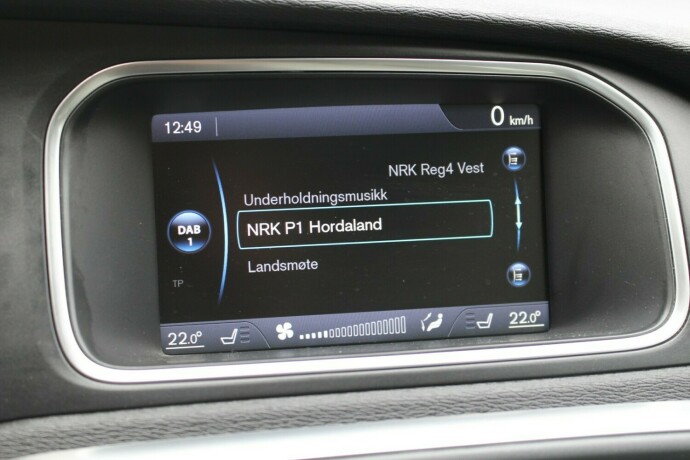 12:49
0 km/h
NRK Reg4 Vest
Underholdningsmusikk
NRK P1 Hordaland
Landsmøte
DAB
1
TP
22.0°
22.0°